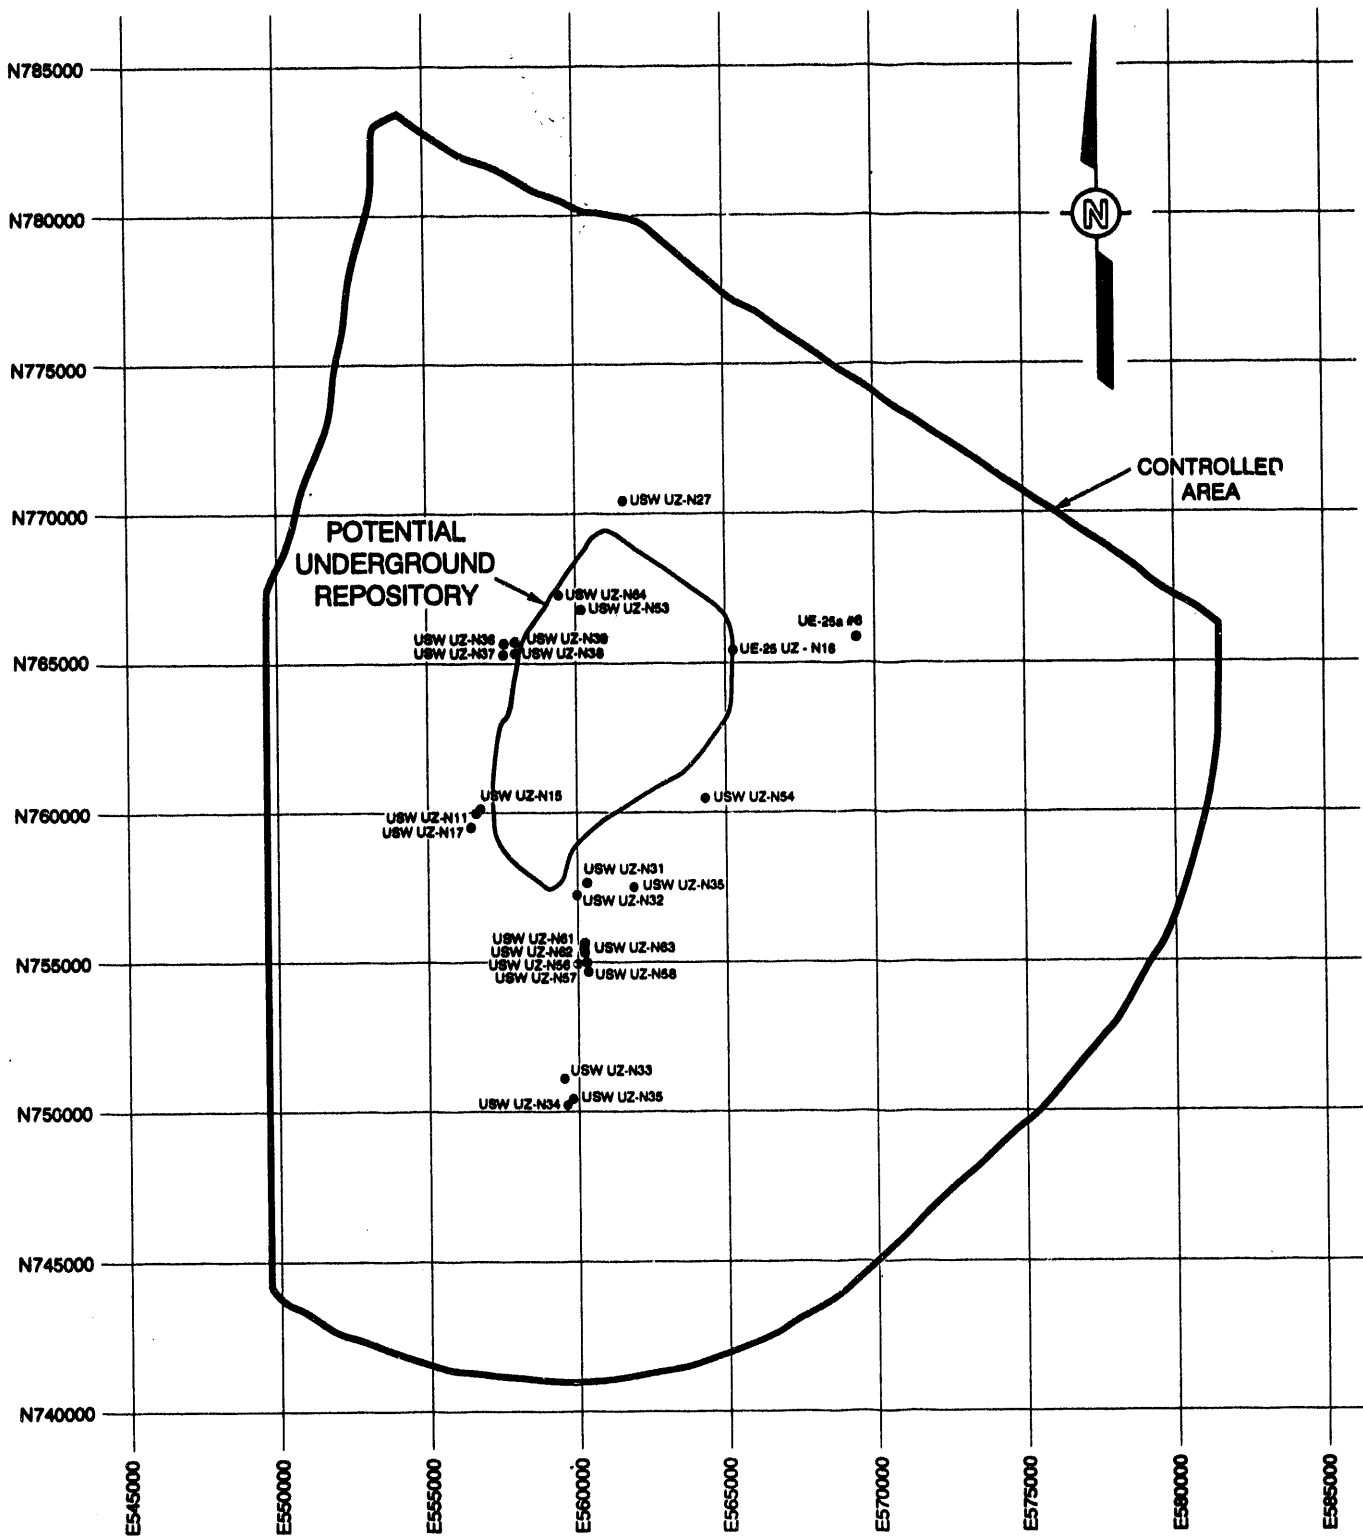 N785000
N780000
N775000
CONTROLLED
AREA
USW UZ-N27
N770000
POTENTIAL
UNDERGROUND
REPOSITORY
USW UZ-N64
USW UZ-N53
UE-25a #6
USW UZ-N36
USW UZ-N39
UE-25 UZ - N16
USW UZ-N37
USW UZ-N38
N765000
USW UZ-N15
USW UZ-N54
N760000
USW UZ-N11
USW UZ-N17
USW UZ-N31
USW UZ-N35
USW UZ-N32
USW UZ-N61
USW UZ-N63
USW UZ-N62
N755000
USW UZ-N56
USW UZ-N58
USW UZ-N57
USW UZ-N33
USW UZ-N35
USW UZ-N34
N750000
N745000
N740000
E545000
E550000
E555000
E560000
E565000
E570000
E575000
E580000
E585000
N